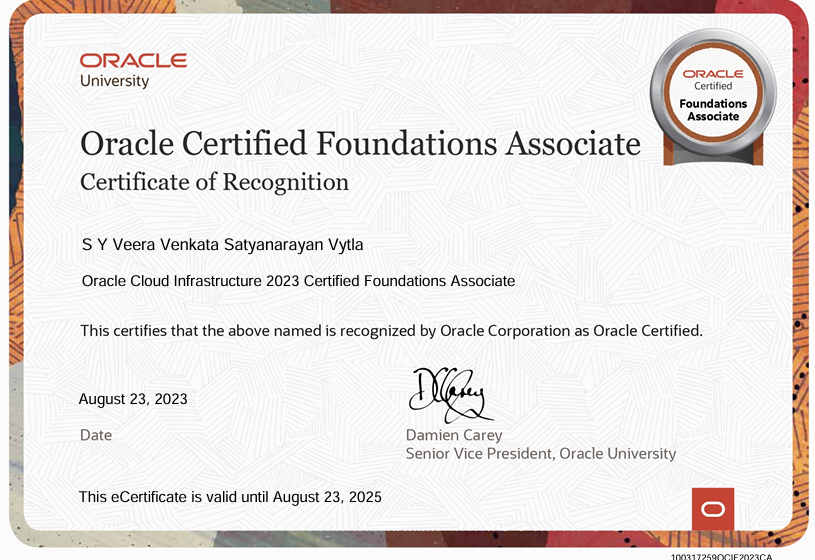 ORACLE
University
ORACLE
Certified
Foundations
Associate
Oracle Certified Foundations Associate
Certificate of Recognition
S Y Veera Venkata Satyanarayan Vytla
Oracle Cloud Infrastructure 2023 Certified Foundations Associate
This certifies that the above named is recognized by Oracle Corporation as Oracle Certified.
August 23, 2023
Date
DCarey
Damien Carey
Senior Vice President, Oracle University
This eCertificate is valid until August 23, 2025
100317259OCIF2023CA